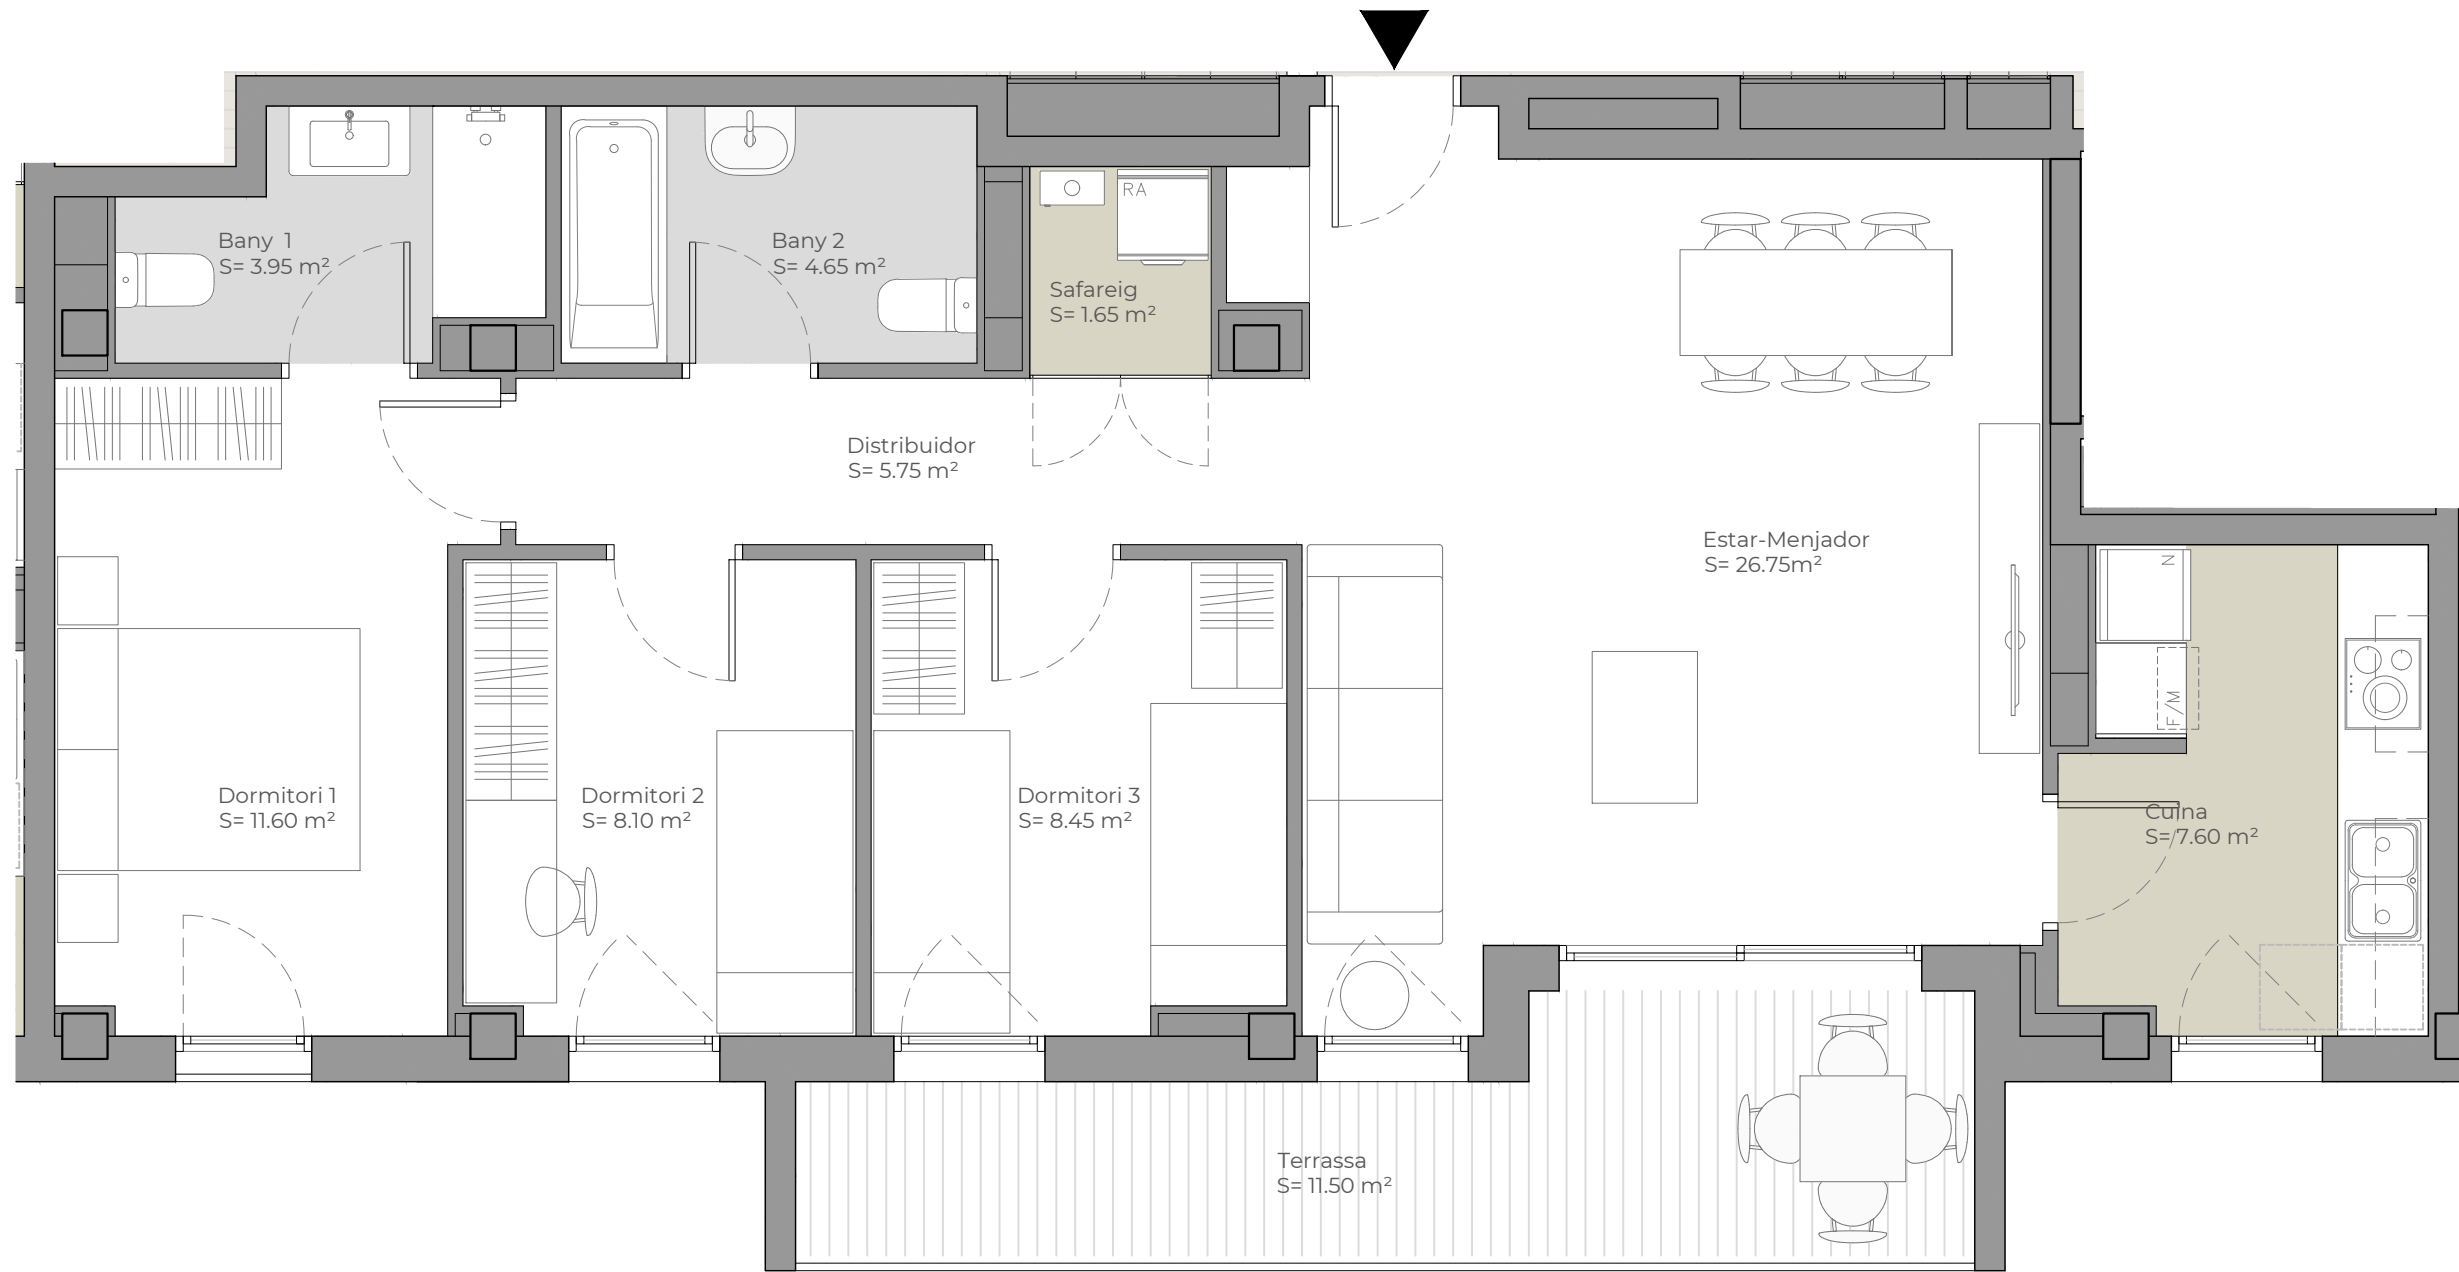 Bany 1
S= 3.95 m²
Bany 2
S= 4.65 m²
RA
Safareig
S= 1.65 m²
Distribuidor
S= 5.75 m²
Estar-Menjador
S= 26.75m²
N
F/M
Dormitori 1
S= 11.60 m²
Dormitori 2
S= 8.10 m²
Dormitori 3
S= 8.45 m²
Cuina
S= 7.60 m²
Terrassa
S= 11.50 m²